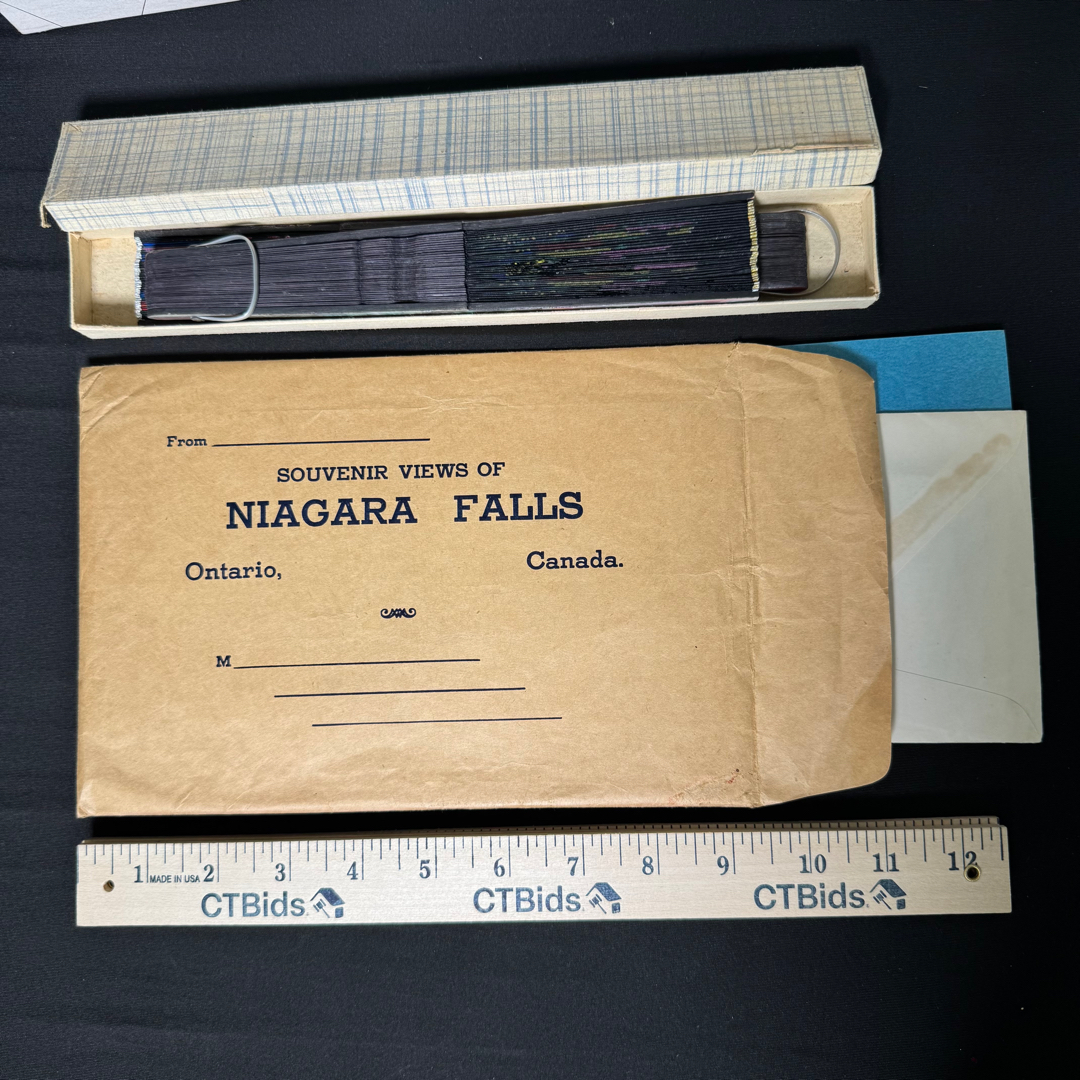 From
SOUVENIR VIEWS OF
NIAGARA FALLS
Ontario, Canada.
M
1 MADE IN USA 2 3 4 5 6 7 8 9 10 11 12
CTBids. CTBids. CTBids.